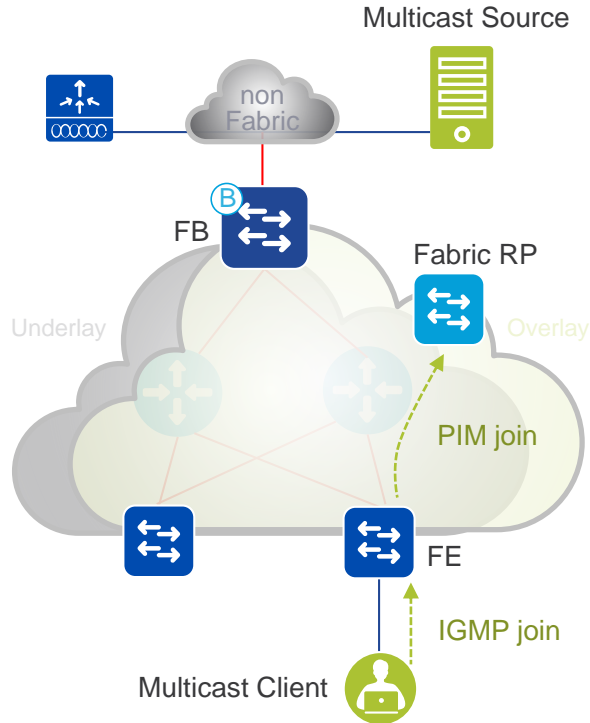 Multicast Source
non
Fabric
B
FB
Fabric RP
Underlay
Overlay
PIM join
FE
IGMP join
Multicast Client